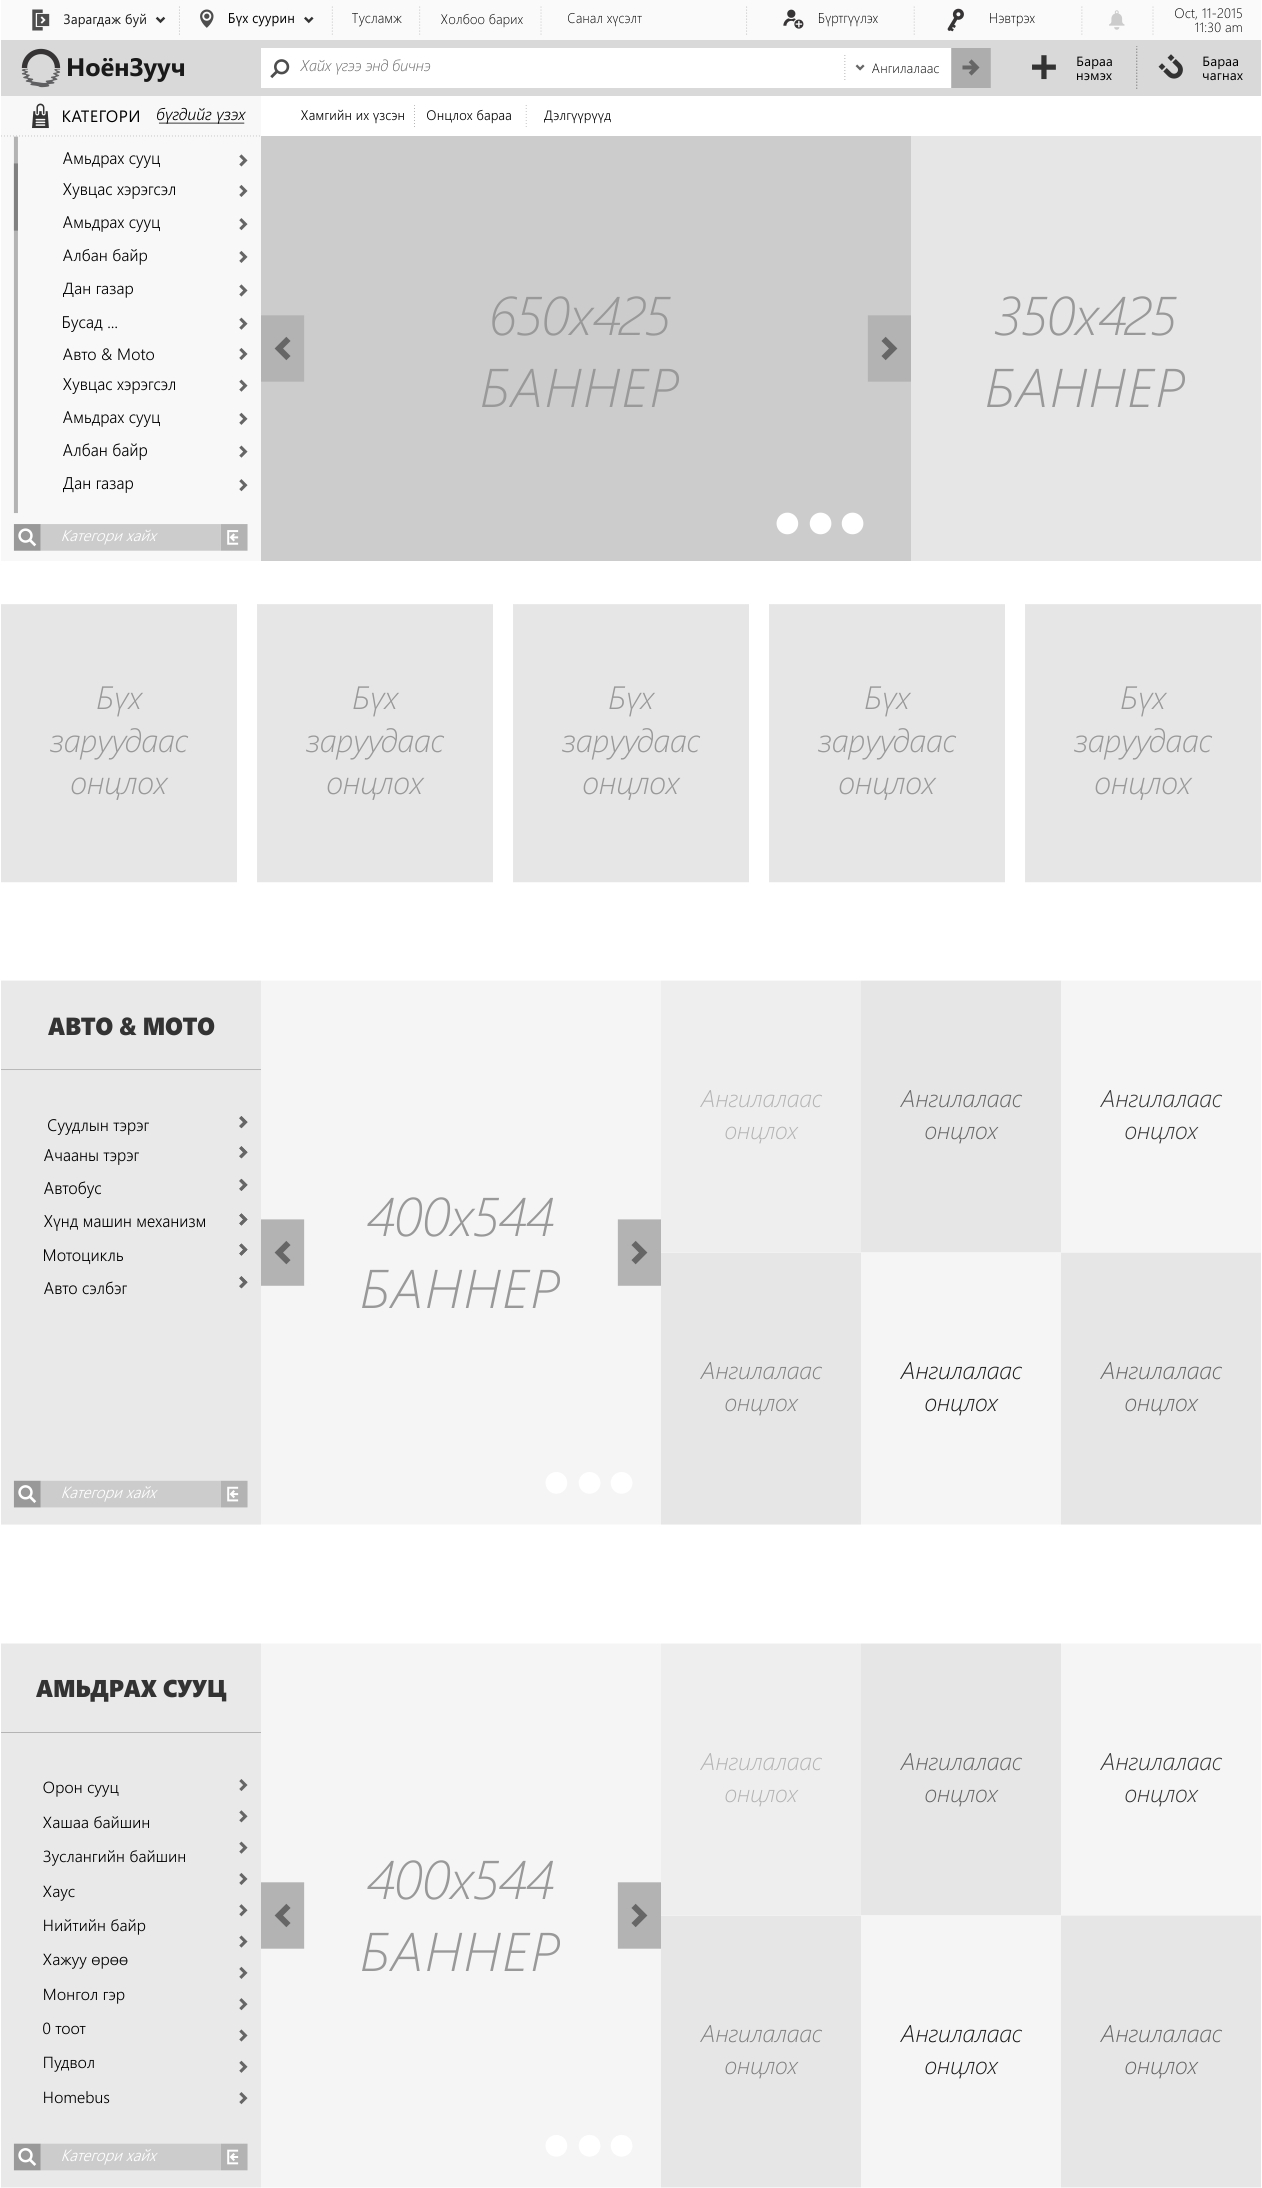 Зарагдаж буй
Бүх суурин
Тусламж
Холбоо барих
Санал хүсэлт
Бүртгүүлэх
Нэвтрэх
Oct, 11-2015
11:30 am
НоёнЗууч
Хайх үгээ энд бичнэ
Ангилалаас
Бараа
нэмэх
Бараа
чагнах
КАТЕГОРИ
бүгдийг үзэх
Хамгийн их үзсэн
Онцлох бараа
Дэлгүүрүүд
Амьдрах сууц
Хувцас хэрэгсэл
Амьдрах сууц
Албан байр
Дан газар
Бусад ...
Авто & Мото
Хувцас хэрэгсэл
Амьдрах сууц
Албан байр
Дан газар
Категори хайх
650x425
БАННЕР
350x425
БАННЕР
Бүх
заруудаас
онцлох
Бүх
заруудаас
онцлох
Бүх
заруудаас
онцлох
Бүх
заруудаас
онцлох
Бүх
заруудаас
онцлох
АВТО & МОТО
Суудлын тэрэг
Ачааны тэрэг
Автобус
Хүнд машин механизм
Мотоцикль
Авто сэлбэг
Категори хайх
400x544
БАННЕР
Ангилалаас
онцлох
Ангилалаас
онцлох
Ангилалаас
онцлох
Ангилалаас
онцлох
Ангилалаас
онцлох
Ангилалаас
онцлох
АМЬДРАХ СУУЦ
Орон сууц
Хашаа байшин
Зуслангийн байшин
Хаус
Нийтийн байр
Хажуу өрөө
Монгол гэр
0 тоот
Пудвол
Homebus
Категори хайх
400x544
БАННЕР
Ангилалаас
онцлох
Ангилалаас
онцлох
Ангилалаас
онцлох
Ангилалаас
онцлох
Ангилалаас
онцлох
Ангилалаас
онцлох